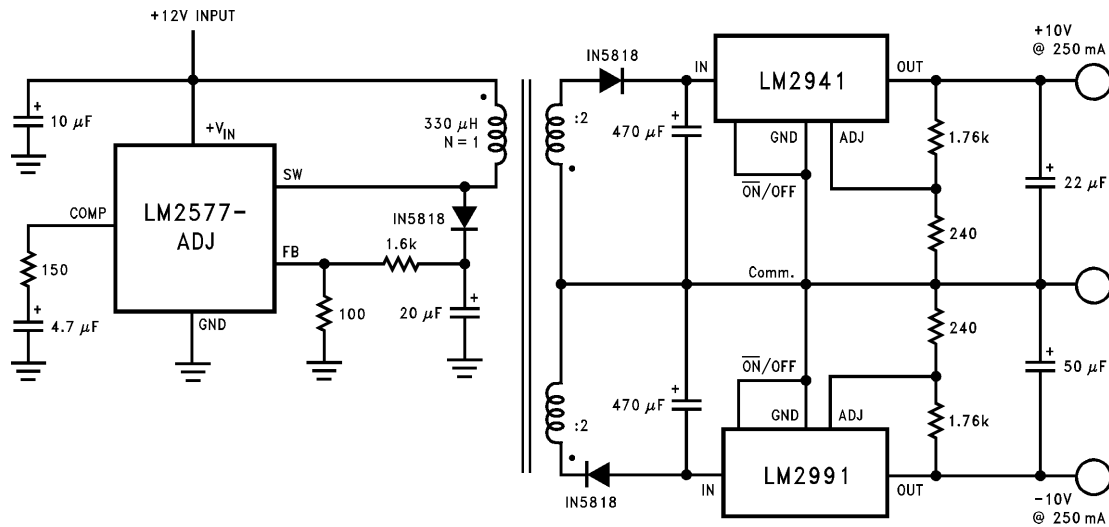 +12V INPUT
10 µF
+
+V_IN
330 µH
N = 1
SW
COMP
LM2577-
ADJ
IN5818
1.6k
FB
150
+
4.7 µF
GND
100
20 µF
+
IN5818
:2
470 µF
+
IN
LM2941
OUT
GND
ADJ
O̅N̅/OFF
+10V
@ 250 mA
1.76k
+
22 µF
240
Comm.
240
+
50 µF
:2
470 µF
+
O̅N̅/OFF
GND
ADJ
1.76k
IN5818
IN
LM2991
OUT
−10V
@ 250 mA